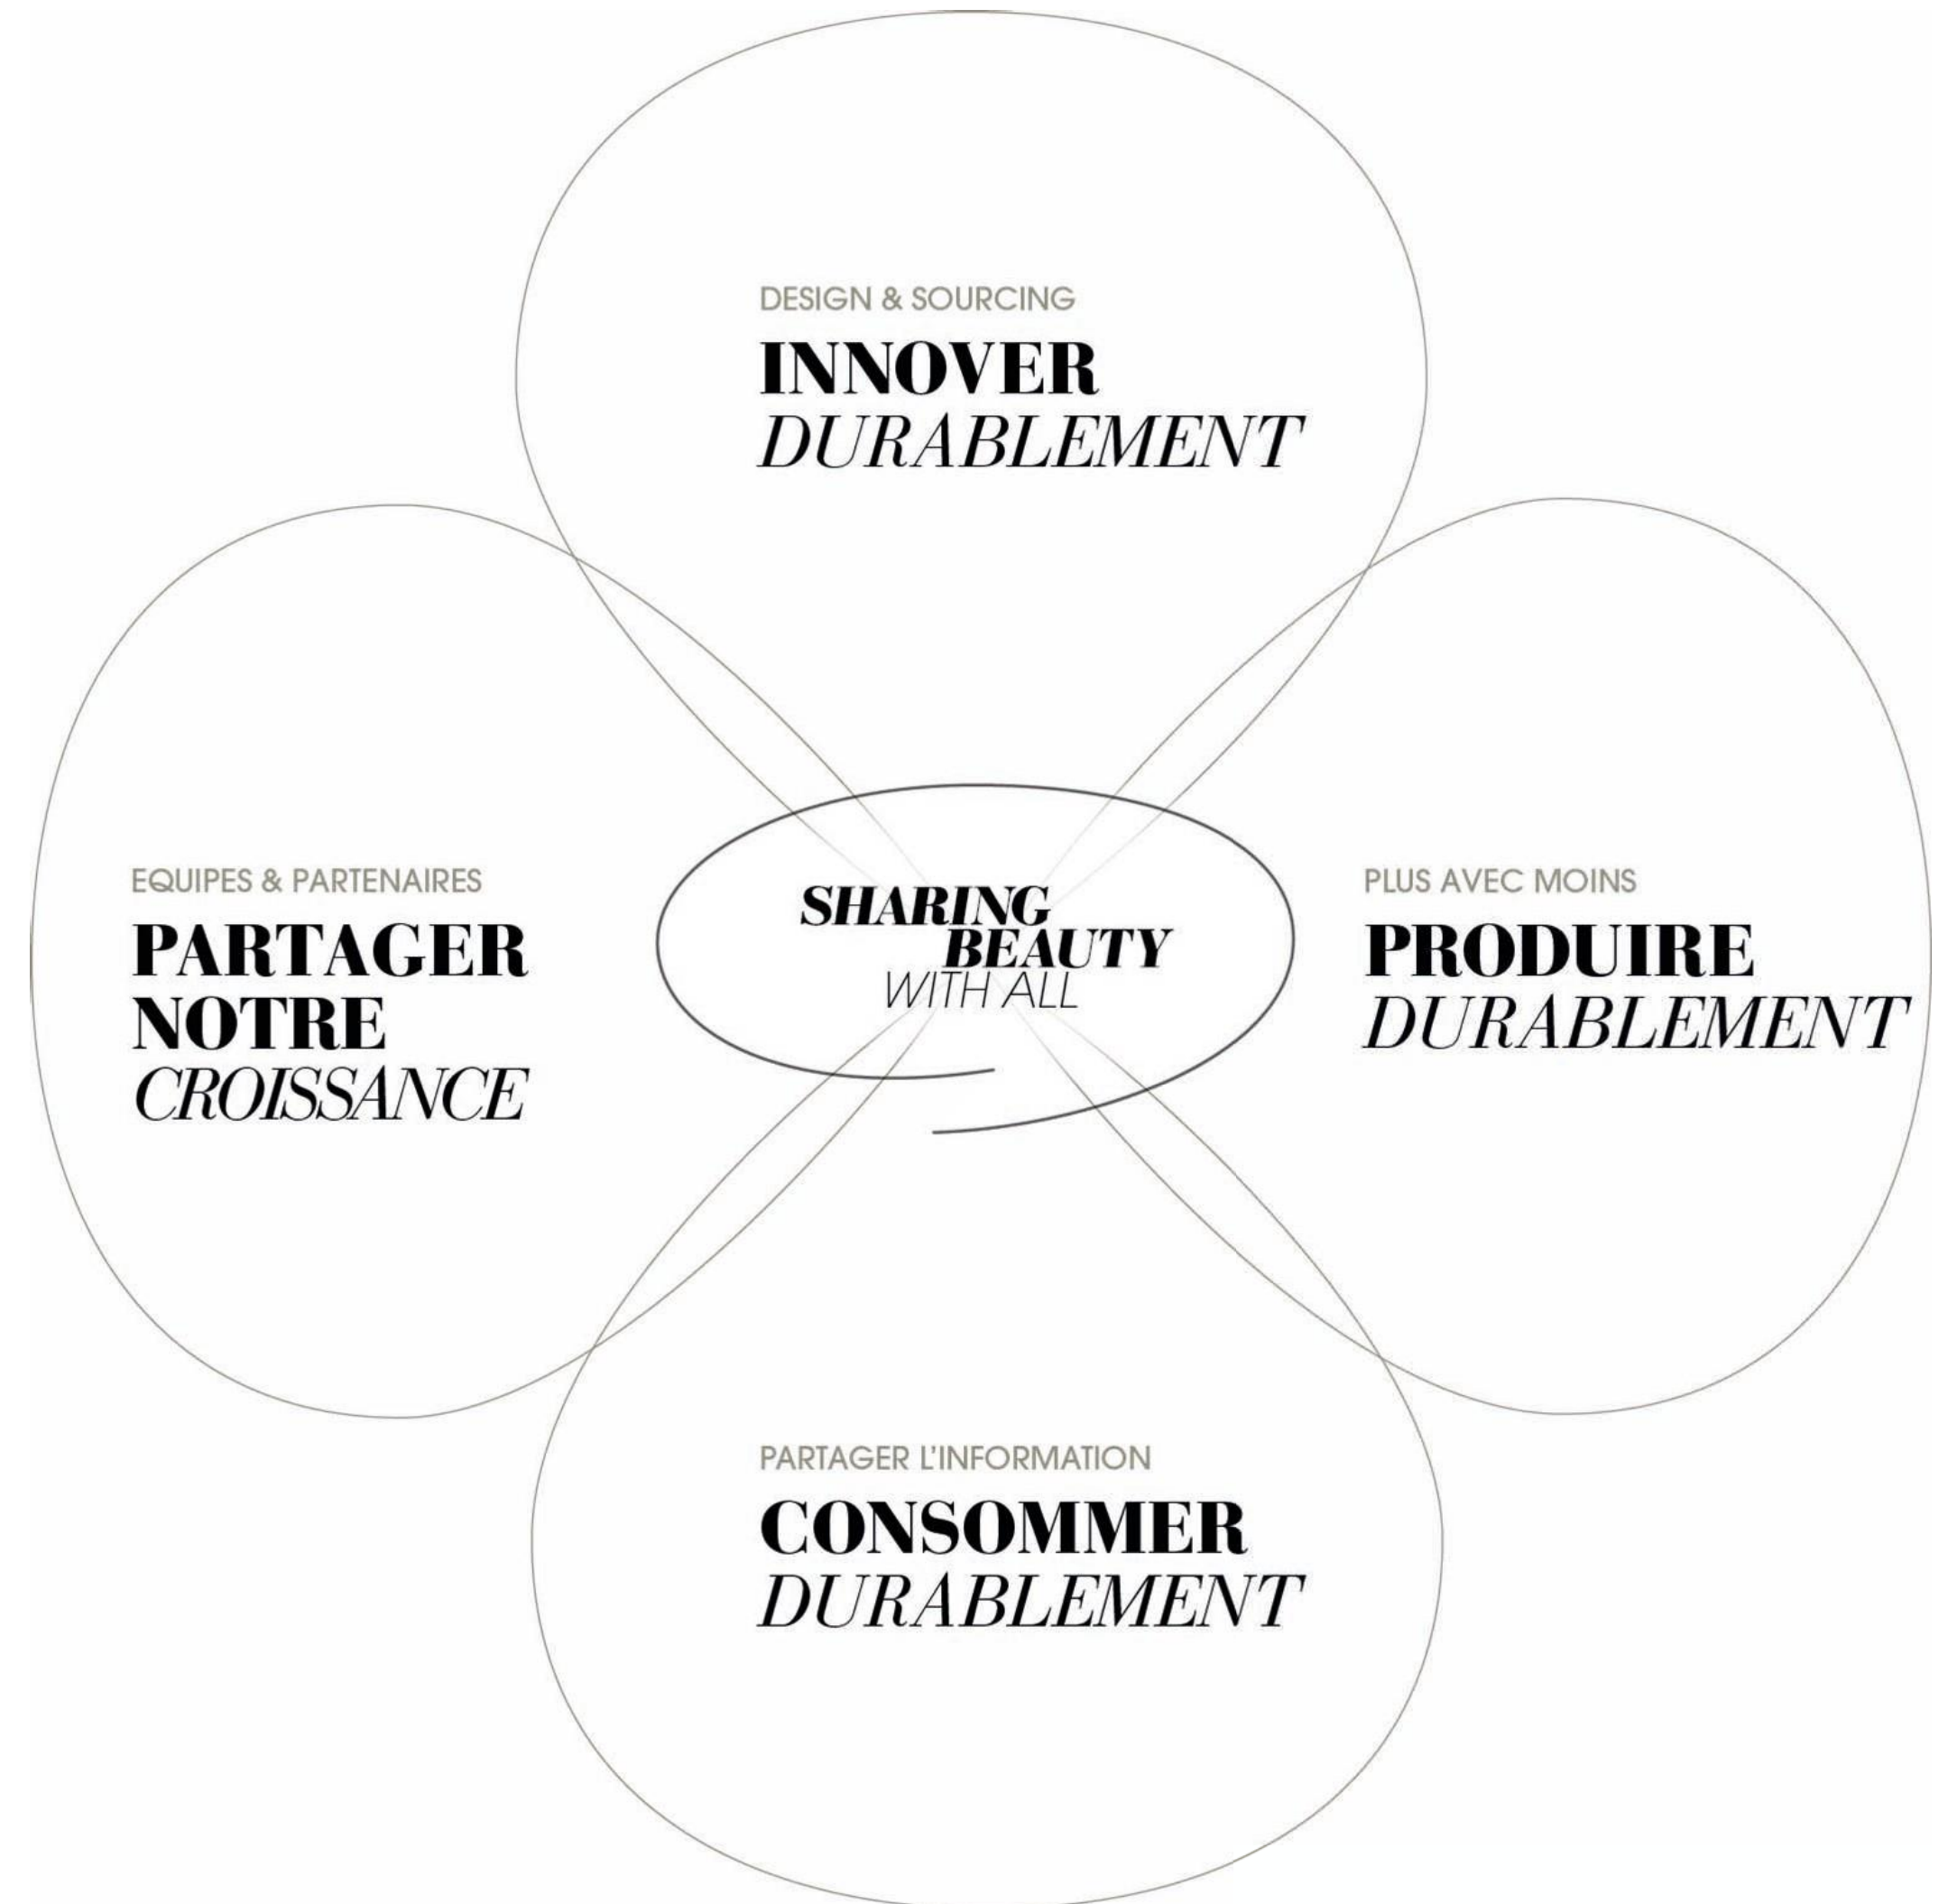 DESIGN & SOURCING
INNOVER
DURABLEMENT
EQUIPES & PARTENAIRES
PARTAGER
NOTRE
CROISSANCE
SHARING
BEAUTY
WITH ALL
PLUS AVEC MOINS
PRODUIRE
DURABLEMENT
PARTAGER L'INFORMATION
CONSOMMER
DURABLEMENT